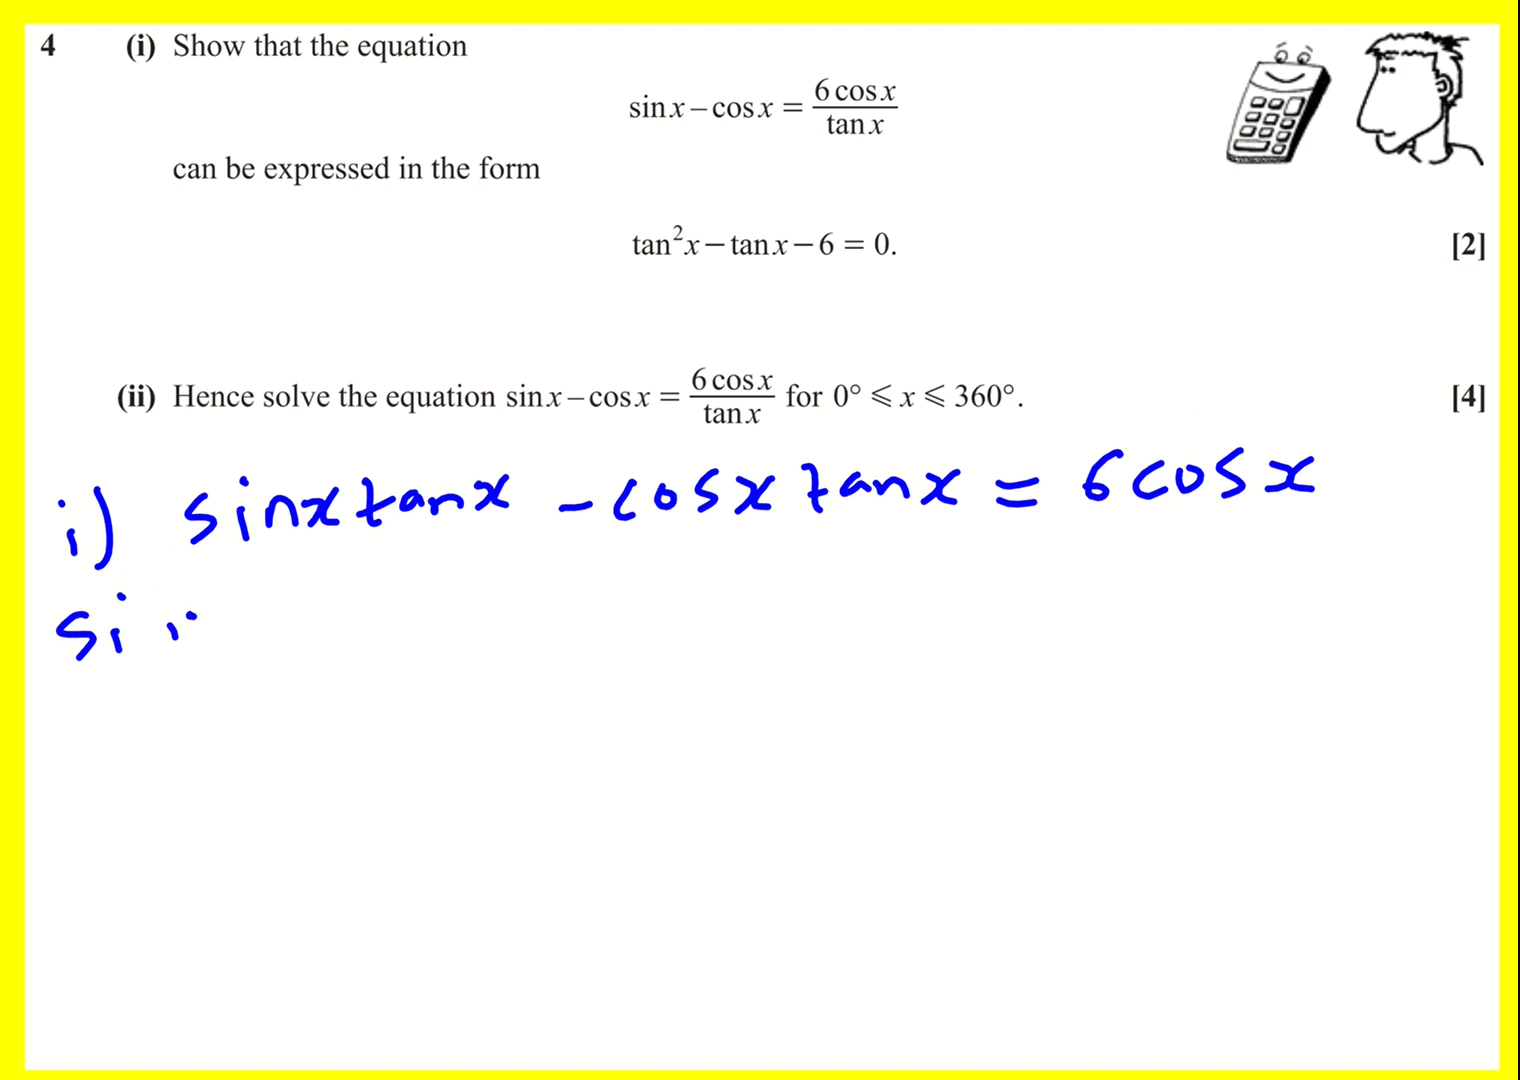 4 (i) Show that the equation
sin x − cos x = 6 cos x / tan x
can be expressed in the form
tan² x − tan x − 6 = 0. [2]
(ii) Hence solve the equation sin x − cos x = 6 cos x / tan x for 0° ⩽ x ⩽ 360°. [4]
i) sinx tanx − cosx tanx = 6cosx
si